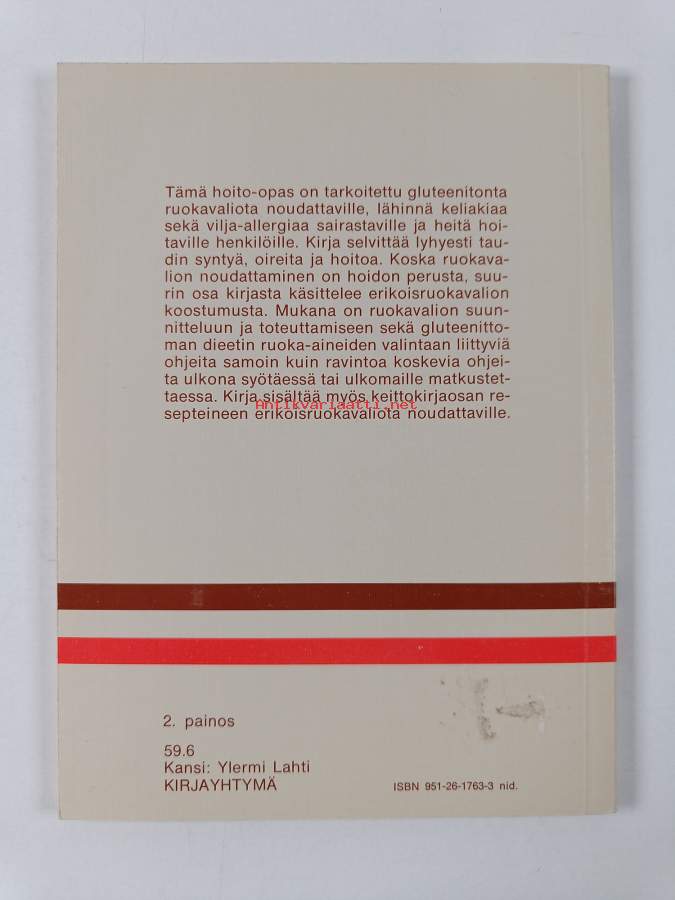 Tämä hoito-opas on tarkoitettu gluteenitonta
ruokavaliota noudattaville, lähinnä keliakiaa
sekä vilja-allergiaa sairastaville ja heitä hoi-
taville henkilöille. Kirja selvittää lyhyesti tau-
din syntyä, oireita ja hoitoa. Koska ruokava-
lion noudattaminen on hoidon perusta, suu-
rin osa kirjasta käsittelee erikoisruokavalion
koostumusta. Mukana on ruokavalion suun-
nitteluun ja toteuttamiseen sekä gluteenitto-
man dieetin ruoka-aineiden valintaan liittyviä
ohjeita samoin kuin ravintoa koskevia ohjei-
ta ulkona syötäessä tai ulkomaille matkustet-
taessa. Kirja sisältää myös keittokirjaosan re-
Antikvariaatti.net
septeineen erikoisruokavaliota noudattaville.
2. painos
59.6
Kansi: Ylermi Lahti
KIRJAYHTYMÄ
ISBN 951-26-1763-3 nid.